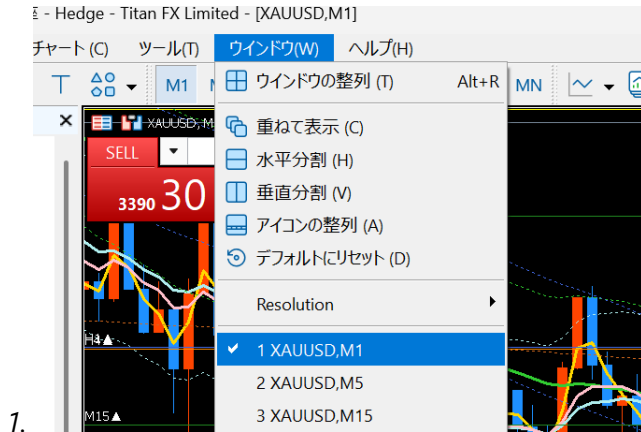 - Hedge - Titan FX Limited - [XAUUSD,M1]
チャート (C) ツール(T) ウインドウ(W) ヘルプ(H)
M1 MN
ウインドウの整列 (T) Alt+R
XAUUSD, M
重ねて表示 (C)
SELL
水平分割 (H)
垂直分割 (V)
3390 30
アイコンの整列 (A)
デフォルトにリセット (D)
Resolution
H4▲
✓ 1 XAUUSD,M1
2 XAUUSD,M5
M15▲
3 XAUUSD,M15
1.